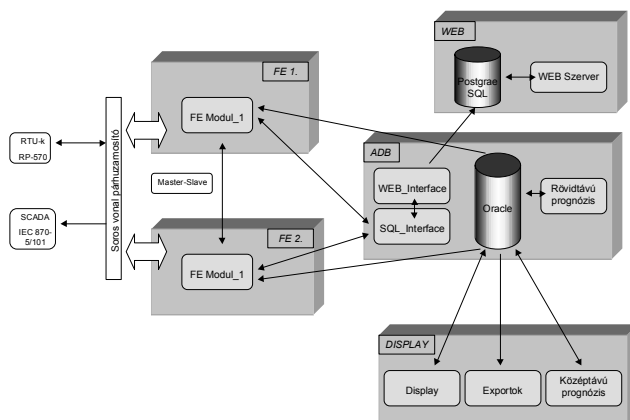 WEB
Postgrae
SQL
WEB Szerver
FE 1.
FE Modul_1
RTU-k
RP-570
SCADA
IEC 870-
5/101
Soros vonal párhuzamosító
Master-Slave
FE 2.
FE Modul_1
ADB
WEB_Interface
SQL_Interface
Oracle
Rövidtávú
prognózis
DISPLAY
Display
Exportok
Középtávú
prognózis